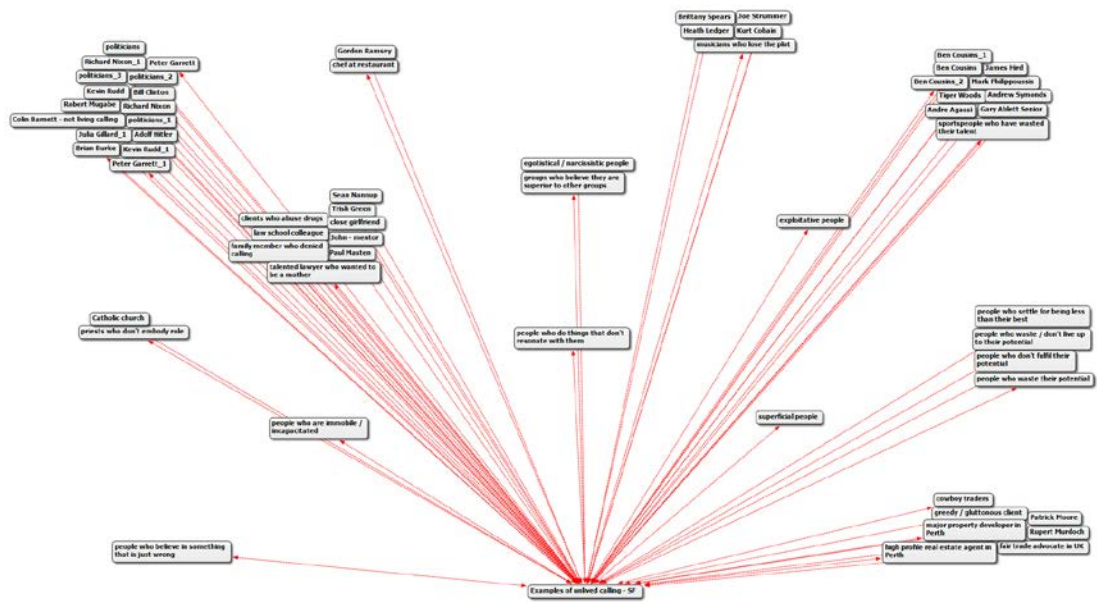 politicians
Richard Nixon_1
Peter Garrett
politicians_3
politicians_2
Kevin Rudd
Bill Clinton
Robert Mugabe
Richard Nixon
Colin Barnett - not living calling
politicians_1
Julia Gillard_1
Adolf Hitler
Brian Burke
Kevin Rudd_1
Peter Garrett_1
Gordon Ramsey
chef at restaurant
Brittany Spears
Joe Strummer
Heath Ledger
Kurt Cobain
musicians who lose the plot
Ben Cousins_1
Ben Cousins
James Hird
Ben Cousins_2
Mark Philippoussis
Tiger Woods
Andrew Symonds
Andre Agassi
Gary Ablett Senior
sportspeople who have wasted
their talent
egotistical / narcissistic people
groups who believe they are
superior to other groups
Sean Nannup
Trish Green
clients who abuse drugs
close girlfriend
law school colleague
John - mentor
family member who denied
calling
Paul Masten
talented lawyer who wanted to
be a mother
exploitative people
Catholic church
priests who don't embody role
people who do things that don't
resonate with them
people who settle for being less
than their best
people who waste / don't live up
to their potential
people who don't fulfil their
potential
people who waste their potential
people who are immobile /
incapacitated
superficial people
cowboy traders
greedy / gluttonous client
Patrick Moore
major property developer in
Perth
Rupert Murdoch
high profile real estate agent in
Perth
fair trade advocate in UK
people who believe in something
that is just wrong
Examples of unlived calling - SF